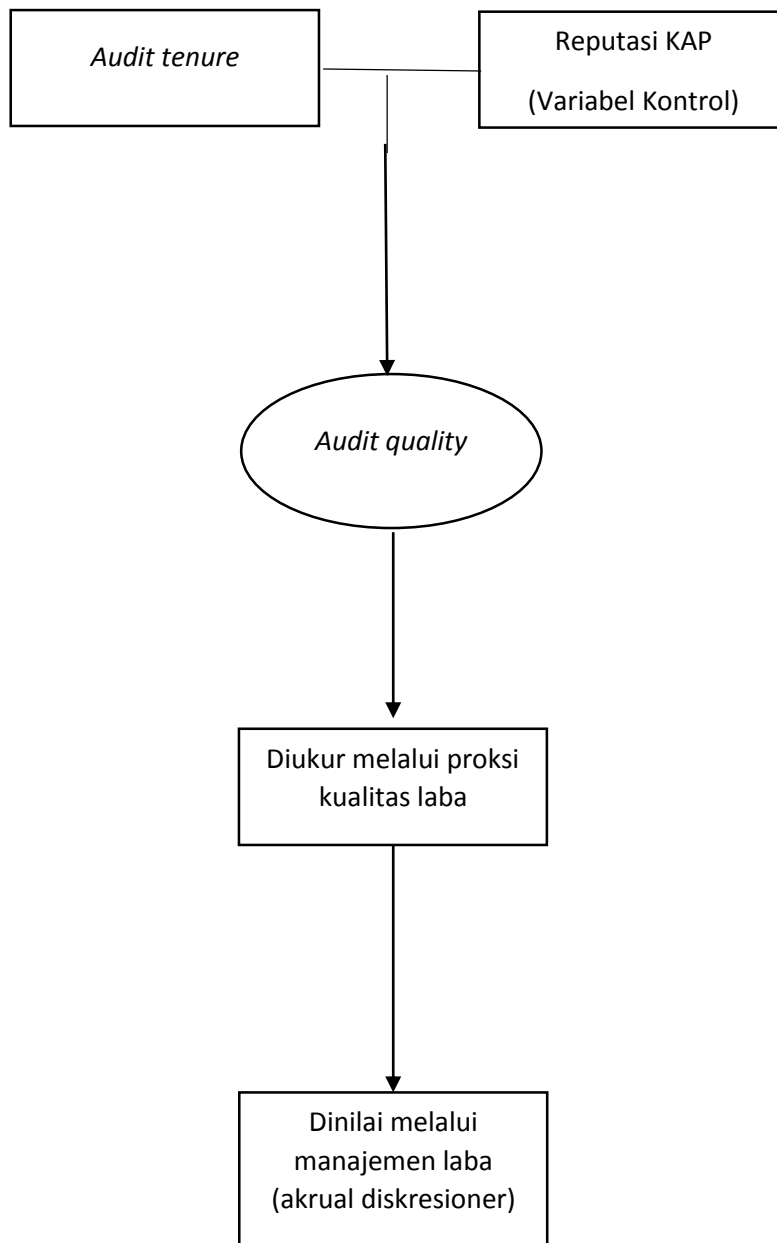 Audit tenure
Reputasi KAP
(Variabel Kontrol)
Audit quality
Diukur melalui proksi
kualitas laba
Dinilai melalui
manajemen laba
(akrual diskresioner)